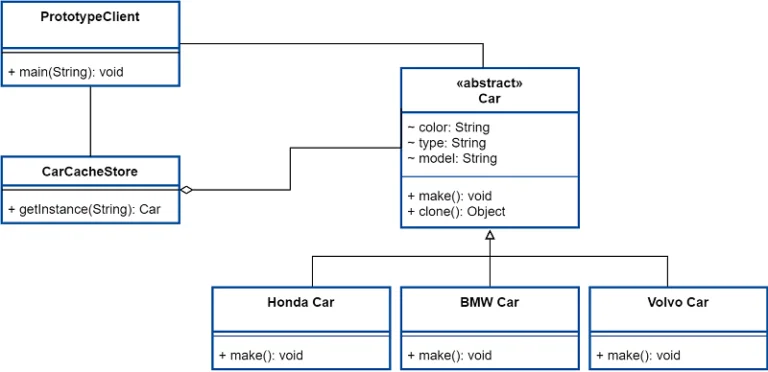 PrototypeClient
+ main(String): void
«abstract»
Car
~ color: String
~ type: String
~ model: String
+ make(): void
+ clone(): Object
CarCacheStore
+ getInstance(String): Car
Honda Car
+ make(): void
BMW Car
+ make(): void
Volvo Car
+ make(): void